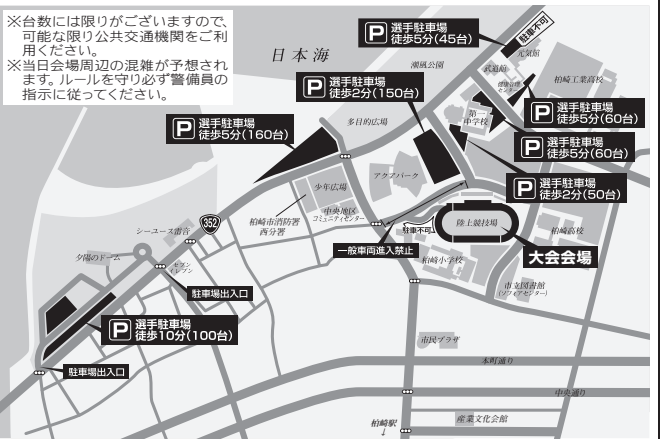 ※台数には限りがございますので、
可能な限り公共交通機関をご利
用ください。
※当日会場周辺の混雑が予想され
ます。ルールを守り必ず警備員の
指示に従ってください。
日本海
P 選手駐車場
徒歩5分(45台)
駐車不可
元気館
潮風公園
武道館
健康管理
センター
柏崎工業高校
P 選手駐車場
徒歩2分(150台)
P 選手駐車場
徒歩5分(60台)
第一
中学校
多目的広場
P 選手駐車場
徒歩5分(160台)
P 選手駐車場
徒歩5分(60台)
アクアパーク
P 選手駐車場
徒歩2分(50台)
少年広場
352
柏崎市消防署
西分署
中央地区
コミュニティセンター
駐車不可
陸上競技場
柏崎高校
シーユース雷音
一般車両進入禁止
大会会場
夕陽のドーム
セブン
イレブン
柏崎小学校
駐車場出入口
市立図書館
(ソフィアセンター)
P 選手駐車場
徒歩10分(100台)
市民プラザ
本町通り
駐車場出入口
中央通り
柏崎駅
↓
産業文化会館